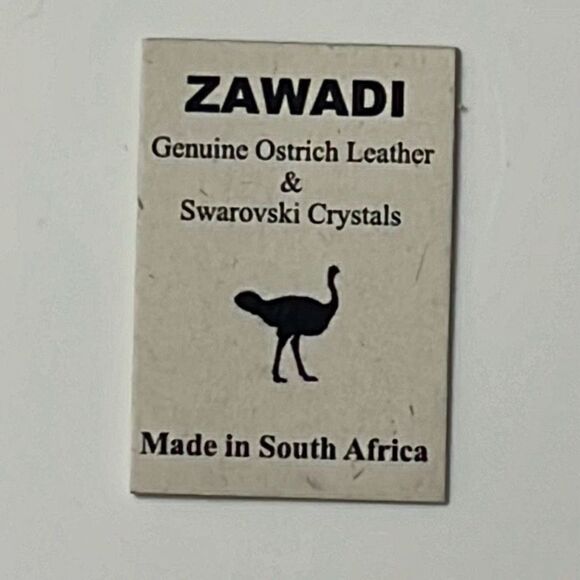 ZAWADI
Genuine Ostrich Leather
&
Swarovski Crystals
Made in South Africa